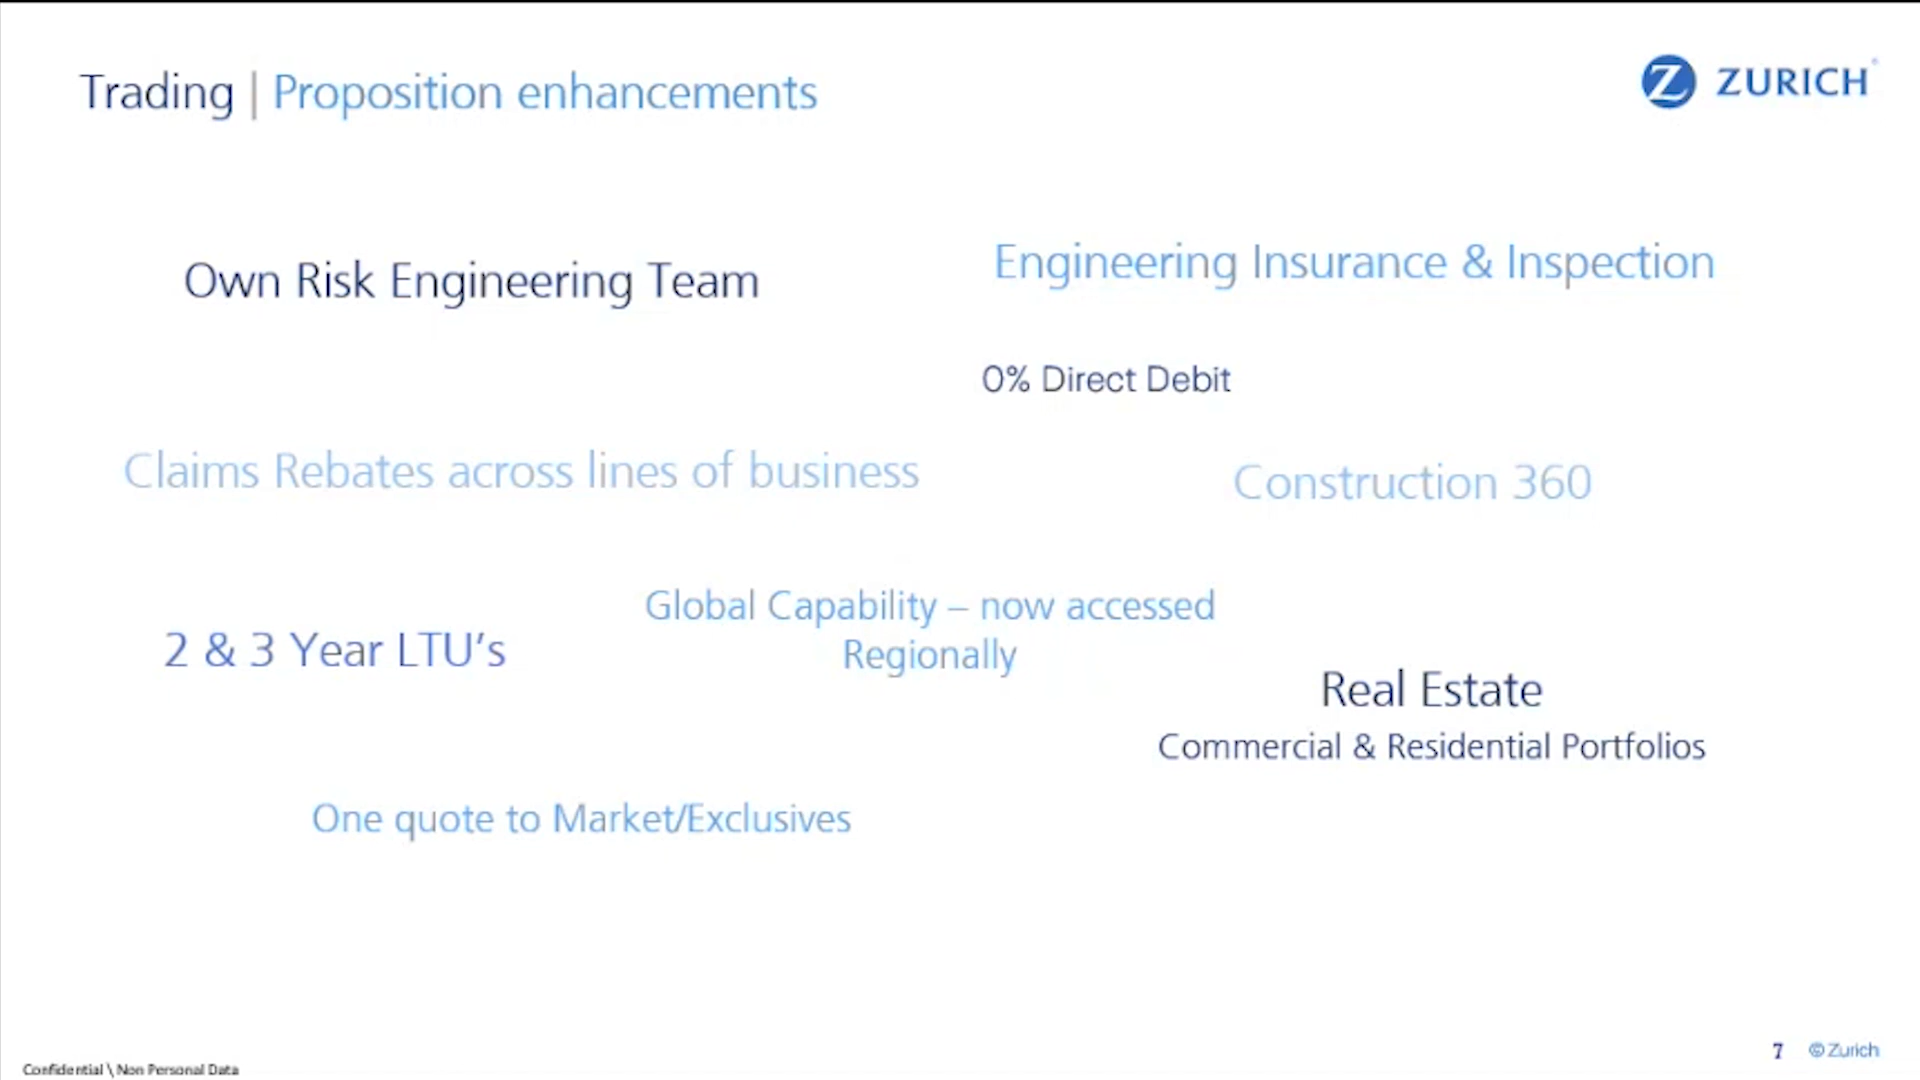 Trading | Proposition enhancements
ZURICH
Own Risk Engineering Team
Engineering Insurance & Inspection
0% Direct Debit
Claims Rebates across lines of business
Construction 360
Global Capability – now accessed
Regionally
2 & 3 Year LTU's
Real Estate
Commercial & Residential Portfolios
One quote to Market/Exclusives
7 © Zurich
Confidential \ Non Personal Data